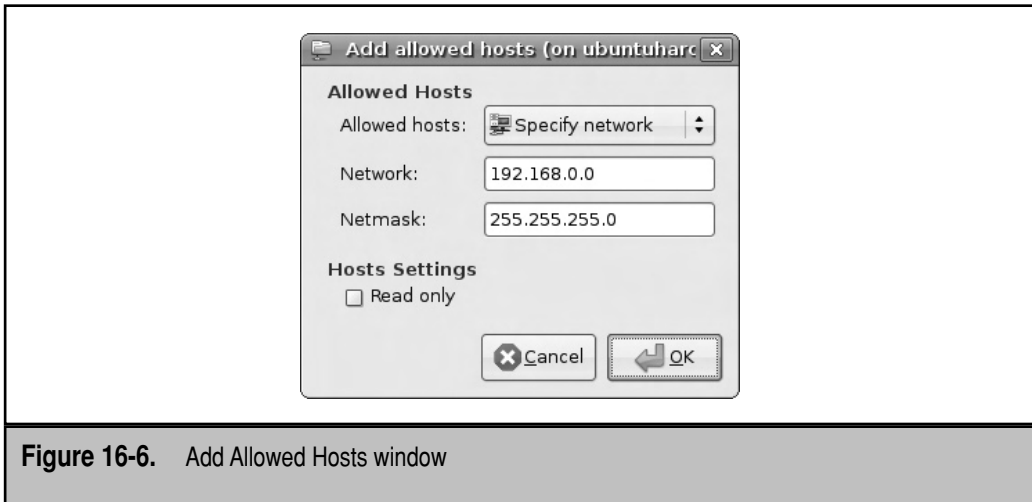 Add allowed hosts (on ubuntuharc
Allowed Hosts
Allowed hosts: Specify network
Network: 192.168.0.0
Netmask: 255.255.255.0
Hosts Settings
Read only
Cancel OK
Figure 16-6. Add Allowed Hosts window